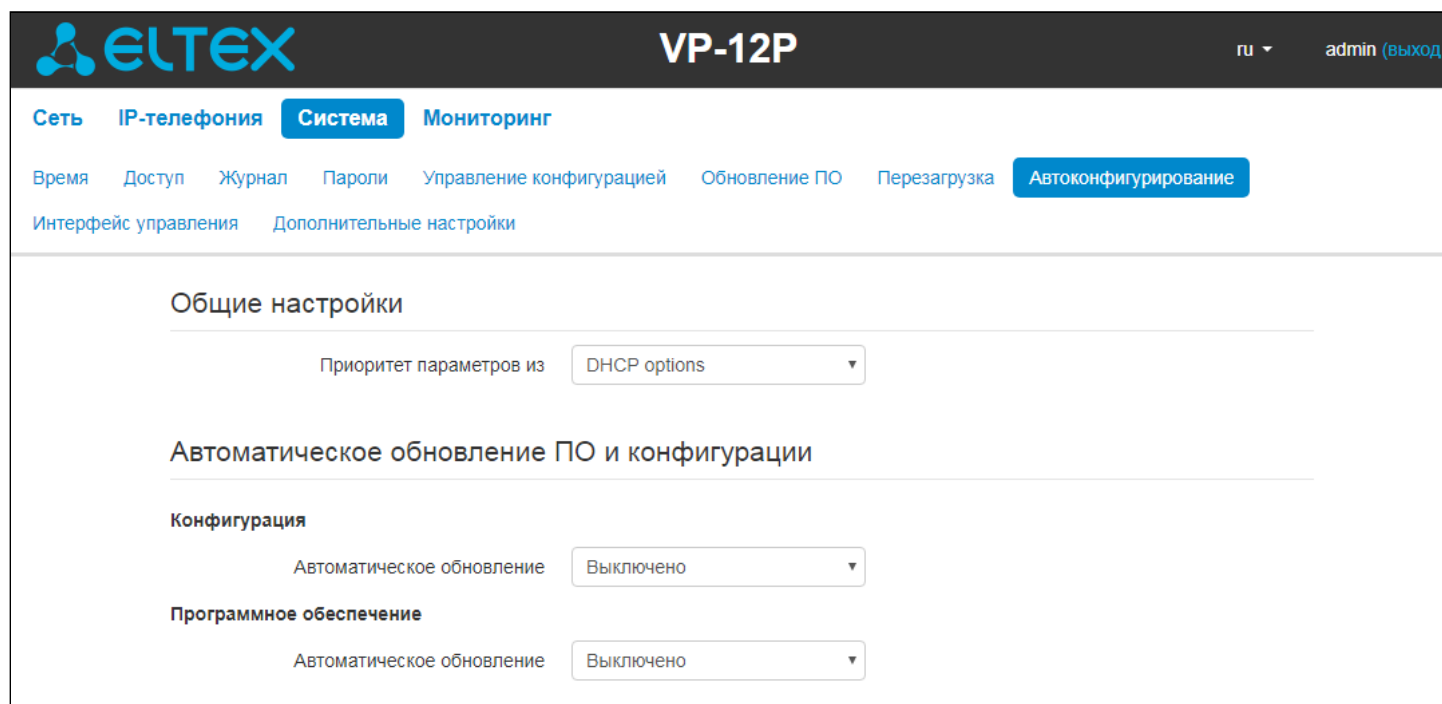 ELTEX VP-12P ru admin (выход
Сеть IP-телефония Система Мониторинг
Время Доступ Журнал Пароли Управление конфигурацией Обновление ПО Перезагрузка Автоконфигурирование
Интерфейс управления Дополнительные настройки
Общие настройки
Приоритет параметров из DHCP options
Автоматическое обновление ПО и конфигурации
Конфигурация
Автоматическое обновление Выключено
Программное обеспечение
Автоматическое обновление Выключено